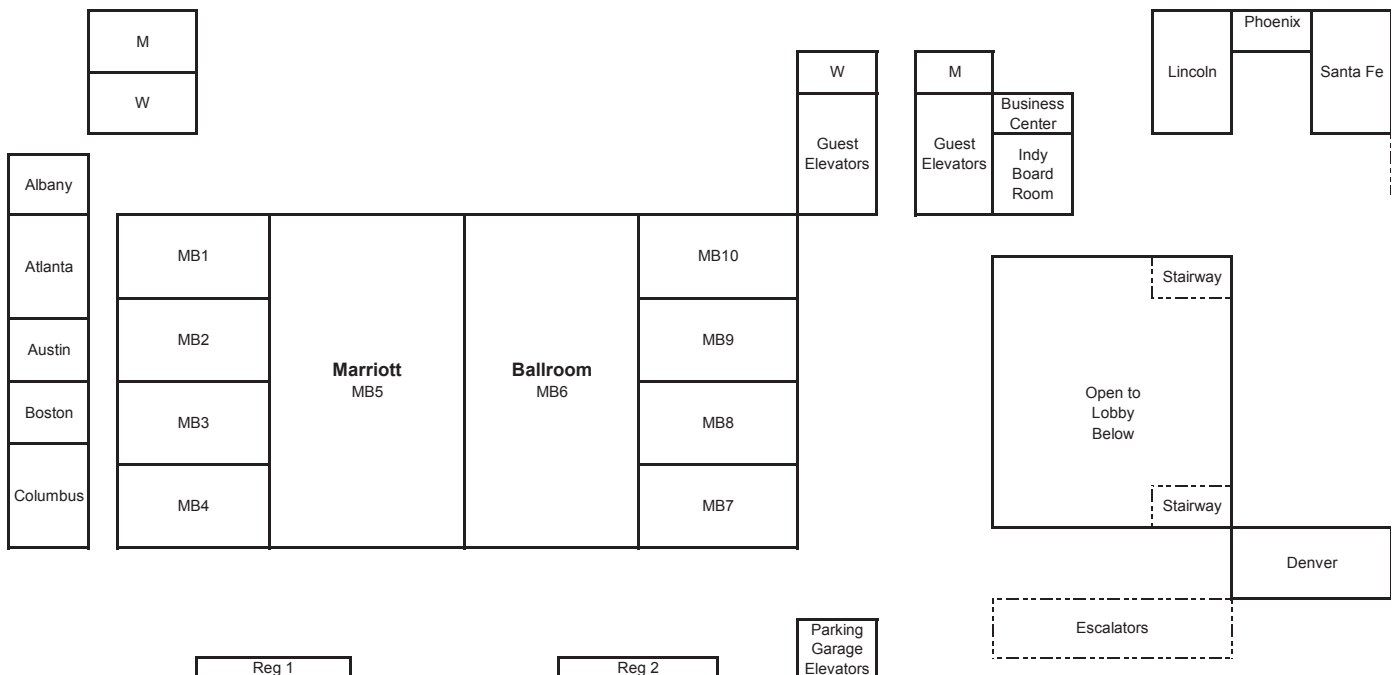 M
W
Albany
Atlanta
Austin
Boston
Columbus
MB1
MB2
MB3
MB4
Marriott
MB5
Ballroom
MB6
MB10
MB9
MB8
MB7
W
Guest
Elevators
M
Guest
Elevators
Business
Center
Indy
Board
Room
Lincoln
Phoenix
Santa Fe
Stairway
Open to
Lobby
Below
Stairway
Denver
Escalators
Reg 1
Reg 2
Parking
Garage
Elevators